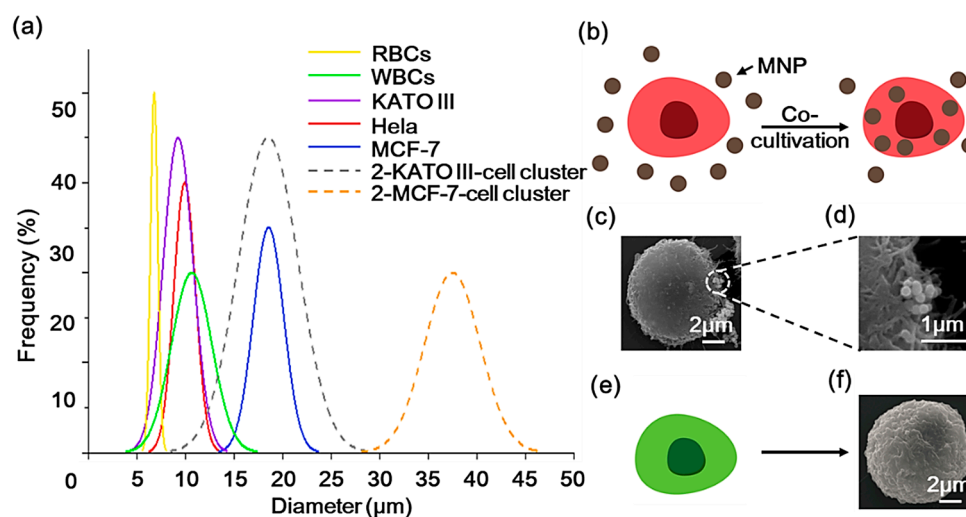 (a)
RBCs
WBCs
KATO III
Hela
MCF-7
2-KATO III-cell cluster
2-MCF-7-cell cluster
Frequency (%)
50
40
30
20
10
0
0 5 10 15 20 25 30 35 40 45 50
Diameter (μm)
(b)
MNP
Co-
cultivation
(c)
2μm
(d)
1μm
(e)
(f)
2μm